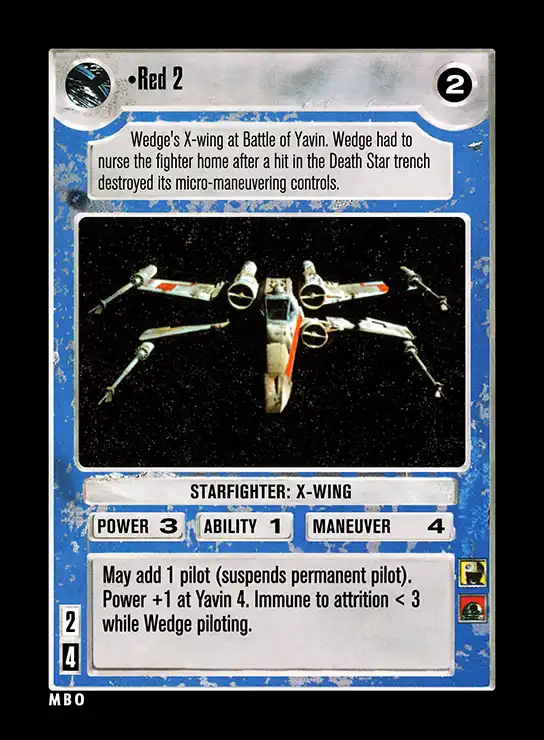 •Red 2
2
Wedge's X-wing at Battle of Yavin. Wedge had to
nurse the fighter home after a hit in the Death Star trench
destroyed its micro-maneuvering controls.
STARFIGHTER: X-WING
POWER 3 ABILITY 1 MANEUVER 4
May add 1 pilot (suspends permanent pilot).
Power +1 at Yavin 4. Immune to attrition < 3
while Wedge piloting.
2
4
MBO